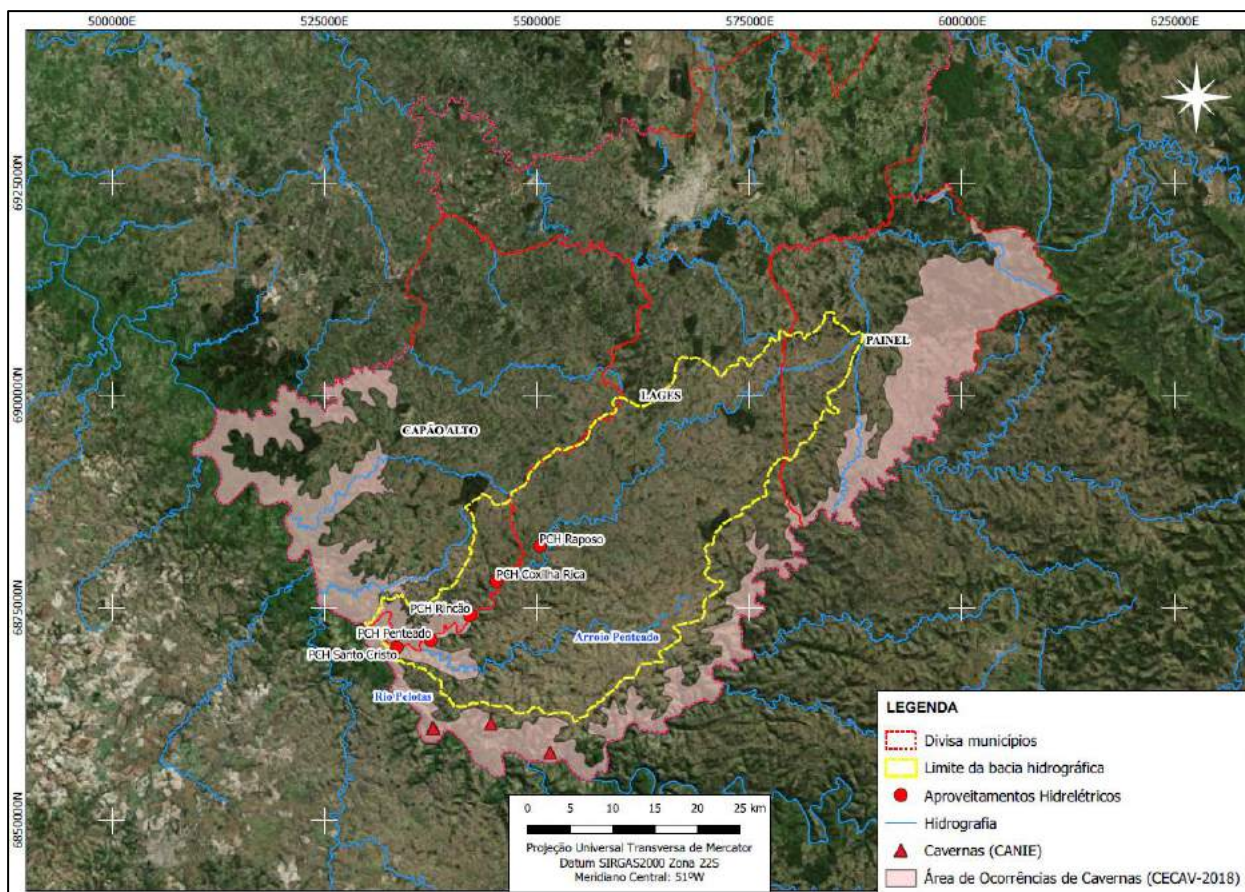 500000E 525000E 550000E 575000E 600000E 625000E
6925000N
6900000N
6875000N
6850000N
PAINEL
LAGES
CAPÃO ALTO
PCH Raposo
PCH Coxilha Rica
PCH Rincão
PCH Penteado
Arroio Penteado
PCH Santo Cristo
Rio Pelotas
0 5 10 15 20 25 km
Projeção Universal Transversa de Mercator
Datum SIRGAS2000 Zona 22S
Meridiano Central: 51ºW
LEGENDA
Divisa municípios
Limite da bacia hidrográfica
Aproveitamentos Hidrelétricos
Hidrografia
Cavernas (CANIE)
Área de Ocorrências de Cavernas (CECAV-2018)